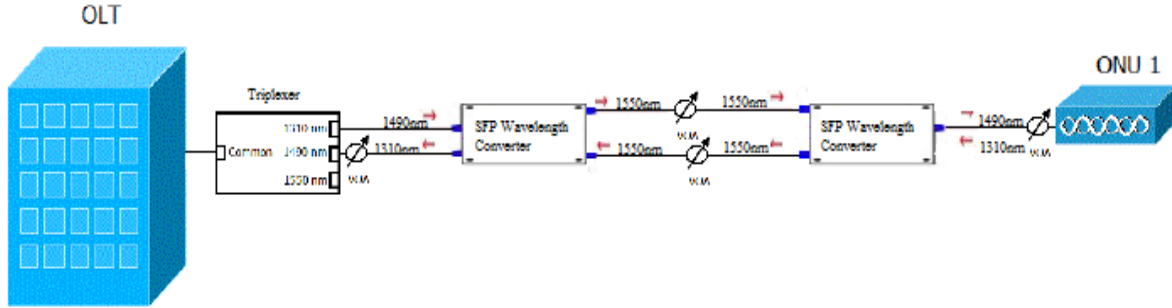 OLT
ONU 1
Triplexer
Common
1310 nm
1490 nm
1550 nm
1490nm
1310nm
VOA
SFP Wavelength
Converter
1550nm
1550nm
VOA
1550nm
1550nm
VOA
SFP Wavelength
Converter
1490nm
1310nm
VOA